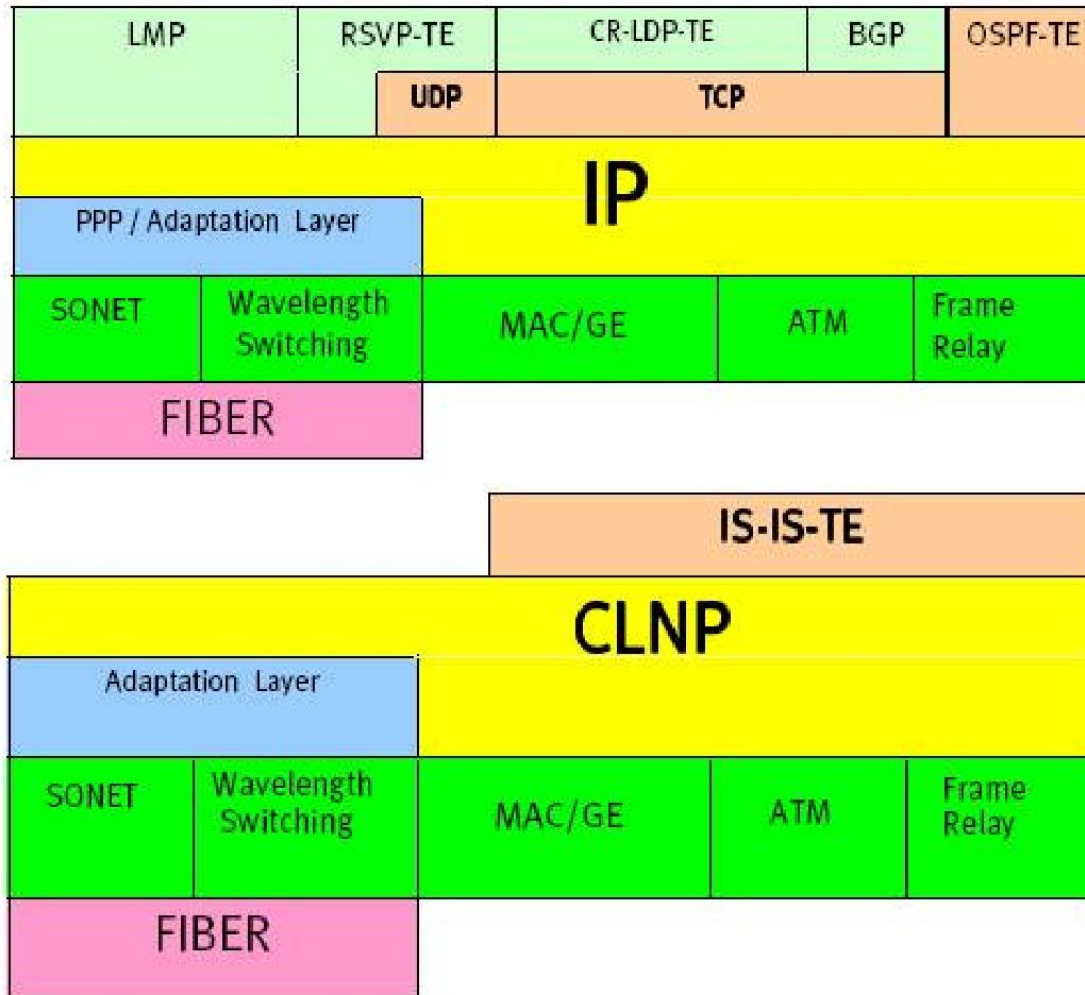 LMP
RSVP-TE
CR-LDP-TE
BGP
OSPF-TE
UDP
TCP
IP
PPP / Adaptation Layer
SONET
Wavelength
Switching
MAC/GE
ATM
Frame
Relay
FIBER
IS-IS-TE
CLNP
Adaptation Layer
SONET
Wavelength
Switching
MAC/GE
ATM
Frame
Relay
FIBER